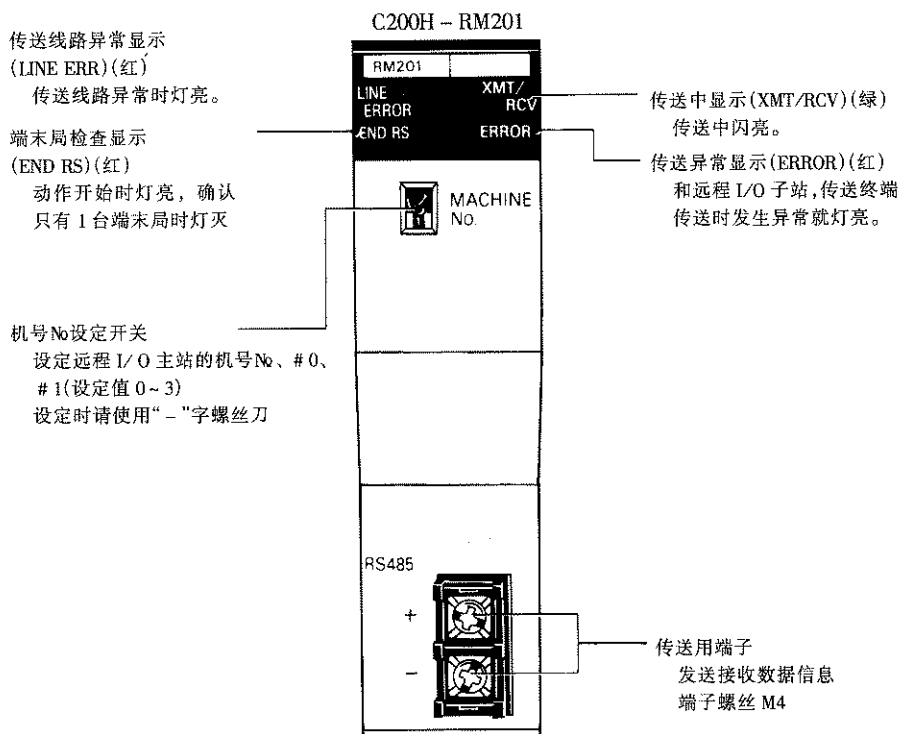 C200H – RM201
传送线路异常显示
(LINE ERR)(红)
传送线路异常时灯亮。
端末局检查显示
(END RS)(红)
动作开始时灯亮，确认
只有 1 台端末局时灯灭
机号№设定开关
设定远程 I/O 主站的机号№、# 0、
# 1(设定值 0~3)
设定时请使用“–”字螺丝刀
RM201
LINE
ERROR
XMT/
RCV
END RS
ERROR
MACHINE
No.
RS485
+
−
传送中显示(XMT/RCV)(绿)
传送中闪亮。
传送异常显示(ERROR)(红)
和远程 I/O 子站,传送终端
传送时发生异常就灯亮。
传送用端子
发送接收数据信息
端子螺丝 M4